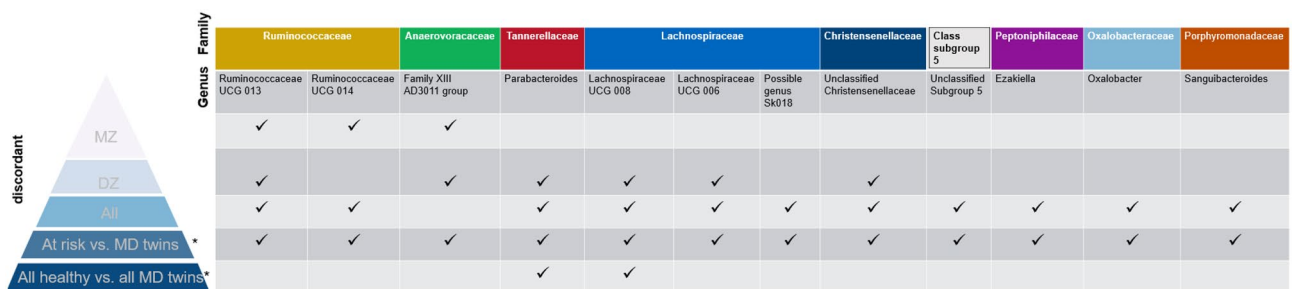 Family
Ruminococcaceae Anaerovoracaceae Tannerellaceae Lachnospiraceae Christensenellaceae Class subgroup 5 Peptoniphilaceae Oxalobacteraceae Porphyromonadaceae
Genus
Ruminococcaceae UCG 013
Ruminococcaceae UCG 014
Family XIII AD3011 group
Parabacteroides
Lachnospiraceae UCG 008
Lachnospiraceae UCG 006
Possible genus Sk018
Unclassified Christensenellaceae
Unclassified Subgroup 5
Ezakiella
Oxalobacter
Sanguibacteroides
discordant
MZ ✓ ✓ ✓
DZ ✓ ✓ ✓ ✓ ✓ ✓
All ✓ ✓ ✓ ✓ ✓ ✓ ✓ ✓ ✓ ✓ ✓
At risk vs. MD twins * ✓ ✓ ✓ ✓ ✓ ✓ ✓ ✓ ✓ ✓ ✓ ✓
All healthy vs. all MD twins* ✓ ✓